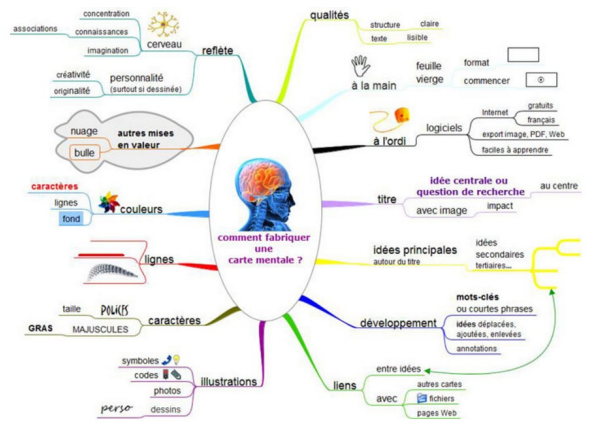 comment fabriquer
une
carte mentale ?
qualités
structure claire
texte lisible
à la main
feuille
vierge
format
commencer
à l'ordi
logiciels
Internet
gratuits
français
export image, PDF, Web
faciles à apprendre
titre
idée centrale ou
question de recherche
au centre
avec image
impact
idées principales
autour du titre
idées
secondaires
tertiaires...
développement
mots-clés
ou courtes phrases
idées déplacées,
ajoutées, enlevées
annotations
liens
entre idées
avec
autres cartes
fichiers
pages Web
illustrations
symboles
codes
photos
dessins
perso
caractères
taille
POLICES
GRAS
MAJUSCULES
lignes
couleurs
caractères
lignes
fond
autres mises
en valeur
nuage
bulle
reflète
cerveau
concentration
connaissances
associations
imagination
personnalité
(surtout si dessinée)
créativité
originalité